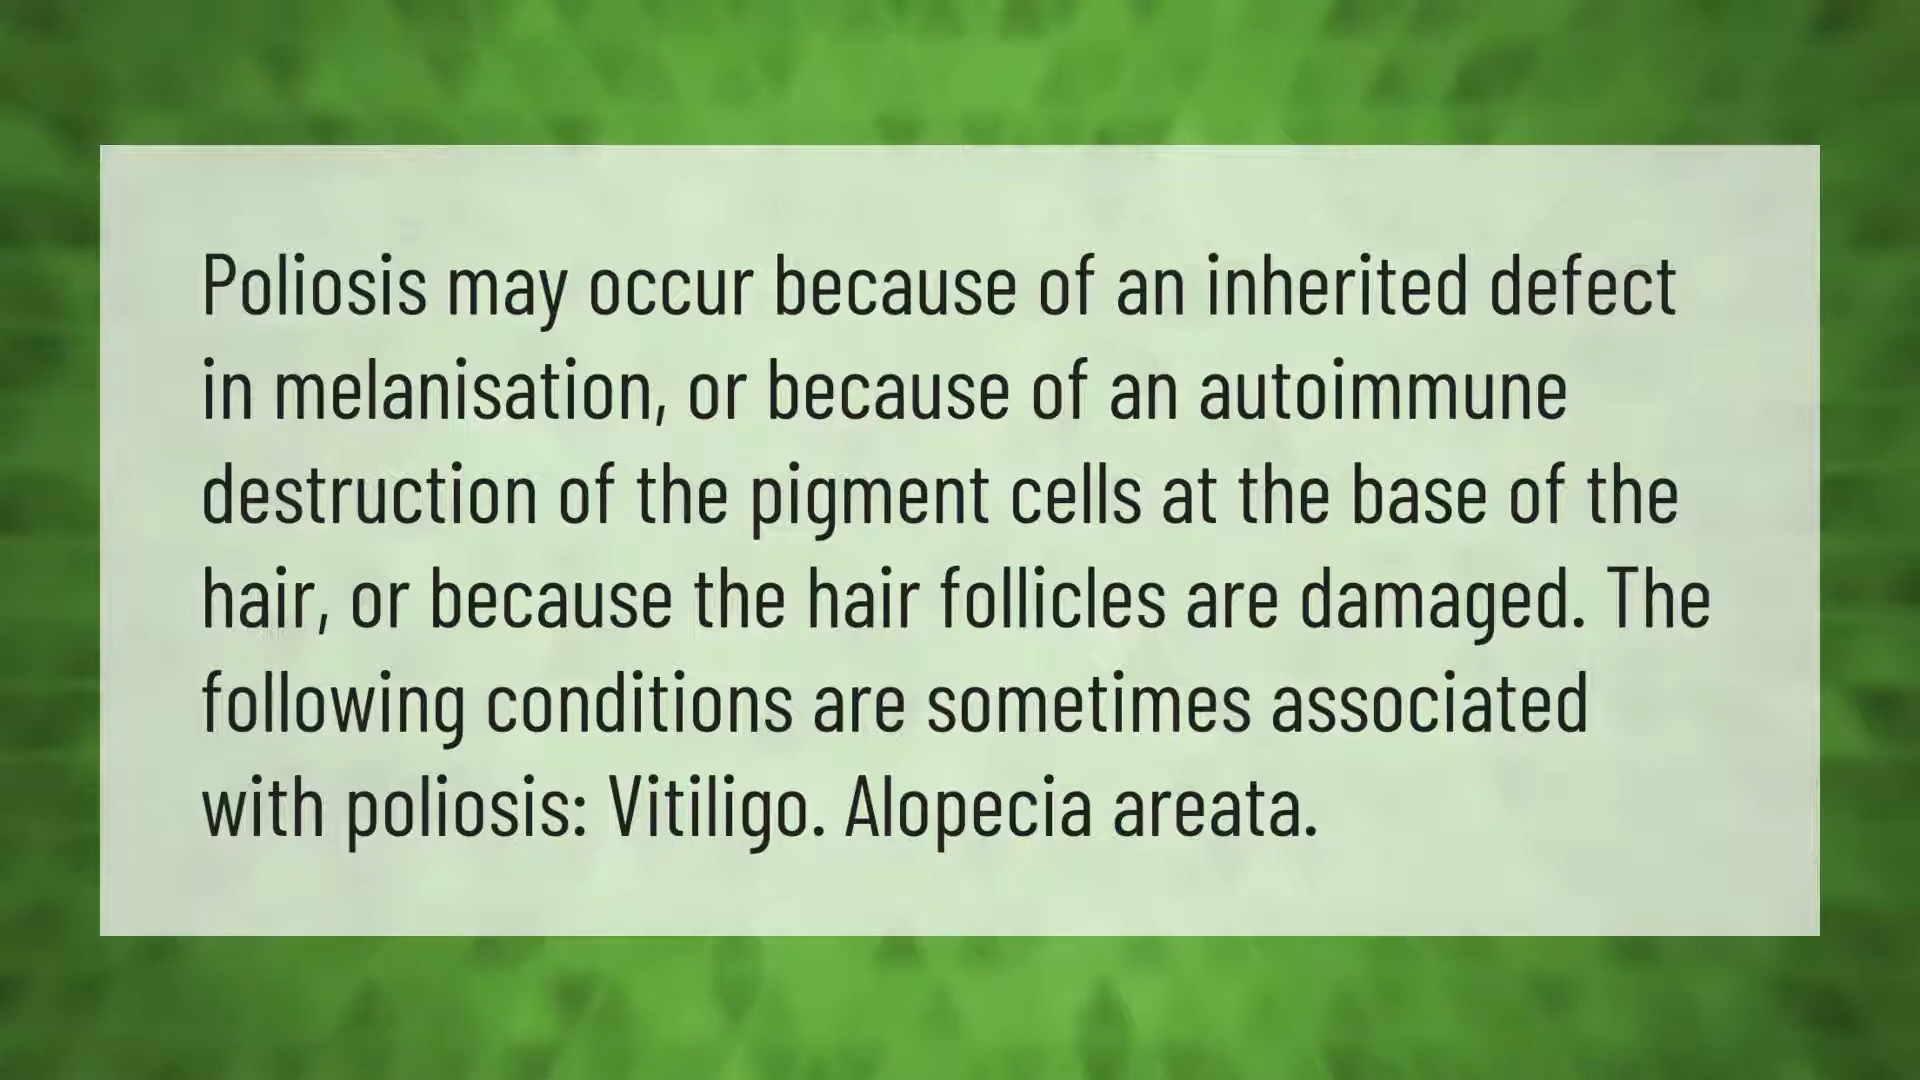 Poliosis may occur because of an inherited defect
in melanisation, or because of an autoimmune
destruction of the pigment cells at the base of the
hair, or because the hair follicles are damaged. The
following conditions are sometimes associated
with poliosis: Vitiligo. Alopecia areata.